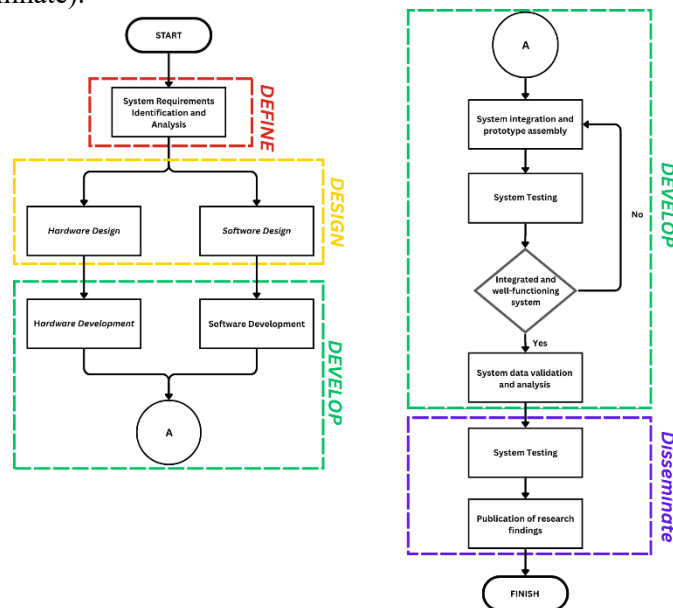 START
System Requirements
Identification and
Analysis
DEFINE
Hardware Design
Software Design
DESIGN
Hardware Development
Software Development
A
DEVELOP
A
System integration and
prototype assembly
System Testing
No
Integrated and
well-functioning
system
Yes
System data validation
and analysis
DEVELOP
System Testing
Publication of research
findings
Disseminate
FINISH